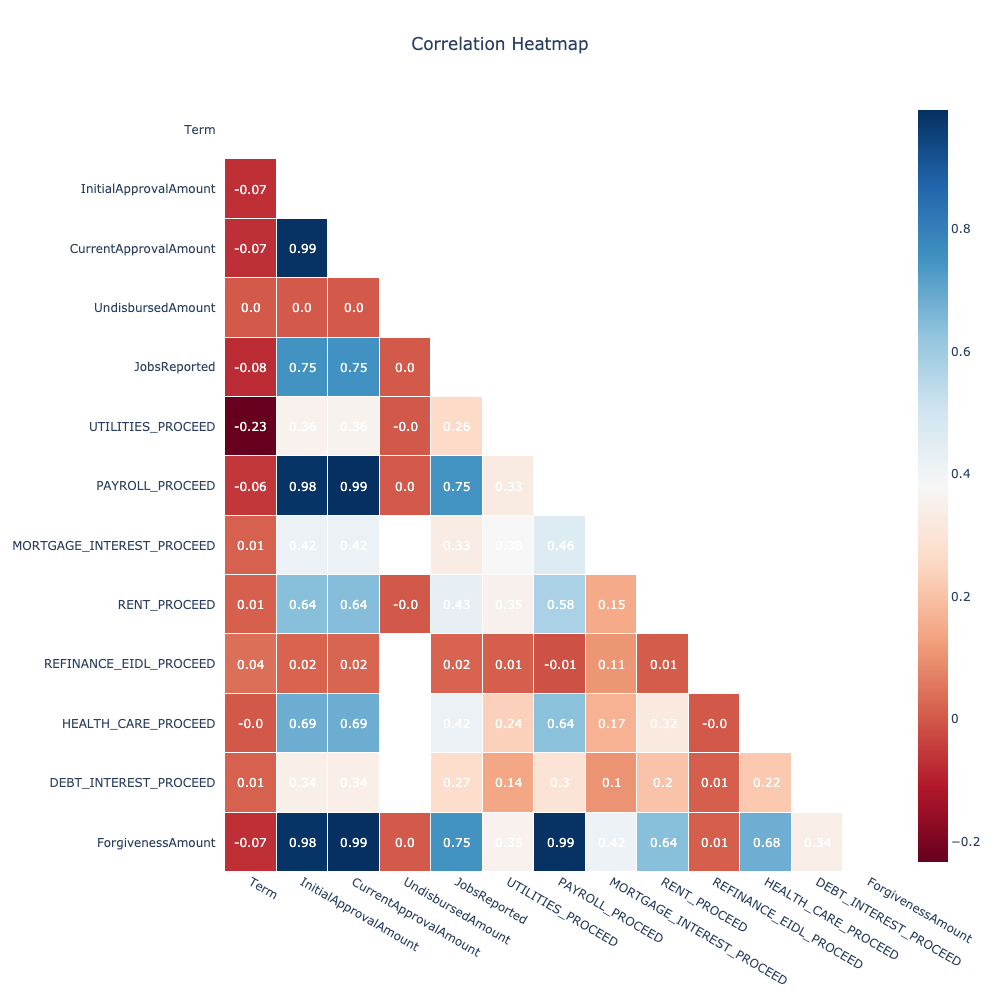 Correlation Heatmap
Term
InitialApprovalAmount -0.07
CurrentApprovalAmount -0.07 0.99
UndisbursedAmount 0.0 0.0 0.0
JobsReported -0.08 0.75 0.75 0.0
UTILITIES_PROCEED -0.23 0.36 0.36 -0.0 0.26
PAYROLL_PROCEED -0.06 0.98 0.99 0.0 0.75 0.33
MORTGAGE_INTEREST_PROCEED 0.01 0.42 0.42 0.33 0.38 0.46
RENT_PROCEED 0.01 0.64 0.64 -0.0 0.43 0.35 0.58 0.15
REFINANCE_EIDL_PROCEED 0.04 0.02 0.02 0.02 0.01 -0.01 0.11 0.01
HEALTH_CARE_PROCEED -0.0 0.69 0.69 0.42 0.24 0.64 0.17 0.32 -0.0
DEBT_INTEREST_PROCEED 0.01 0.34 0.34 0.27 0.14 0.3 0.1 0.2 0.01 0.22
ForgivenessAmount -0.07 0.98 0.99 0.0 0.75 0.35 0.99 0.42 0.64 0.01 0.68 0.34
Term
InitialApprovalAmount
CurrentApprovalAmount
UndisbursedAmount
JobsReported
UTILITIES_PROCEED
PAYROLL_PROCEED
MORTGAGE_INTEREST_PROCEED
RENT_PROCEED
REFINANCE_EIDL_PROCEED
HEALTH_CARE_PROCEED
DEBT_INTEREST_PROCEED
ForgivenessAmount
0.8
0.6
0.4
0.2
0
−0.2